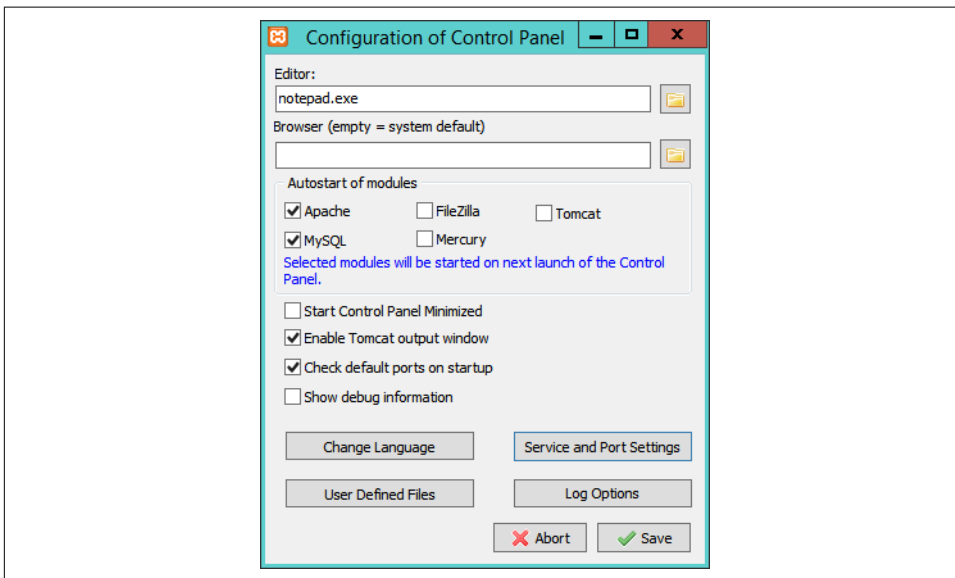 Configuration of Control Panel
Editor:
notepad.exe
Browser (empty = system default)
Autostart of modules
Apache FileZilla Tomcat
MySQL Mercury
Selected modules will be started on next launch of the Control
Panel.
Start Control Panel Minimized
Enable Tomcat output window
Check default ports on startup
Show debug information
Change Language Service and Port Settings
User Defined Files Log Options
Abort Save